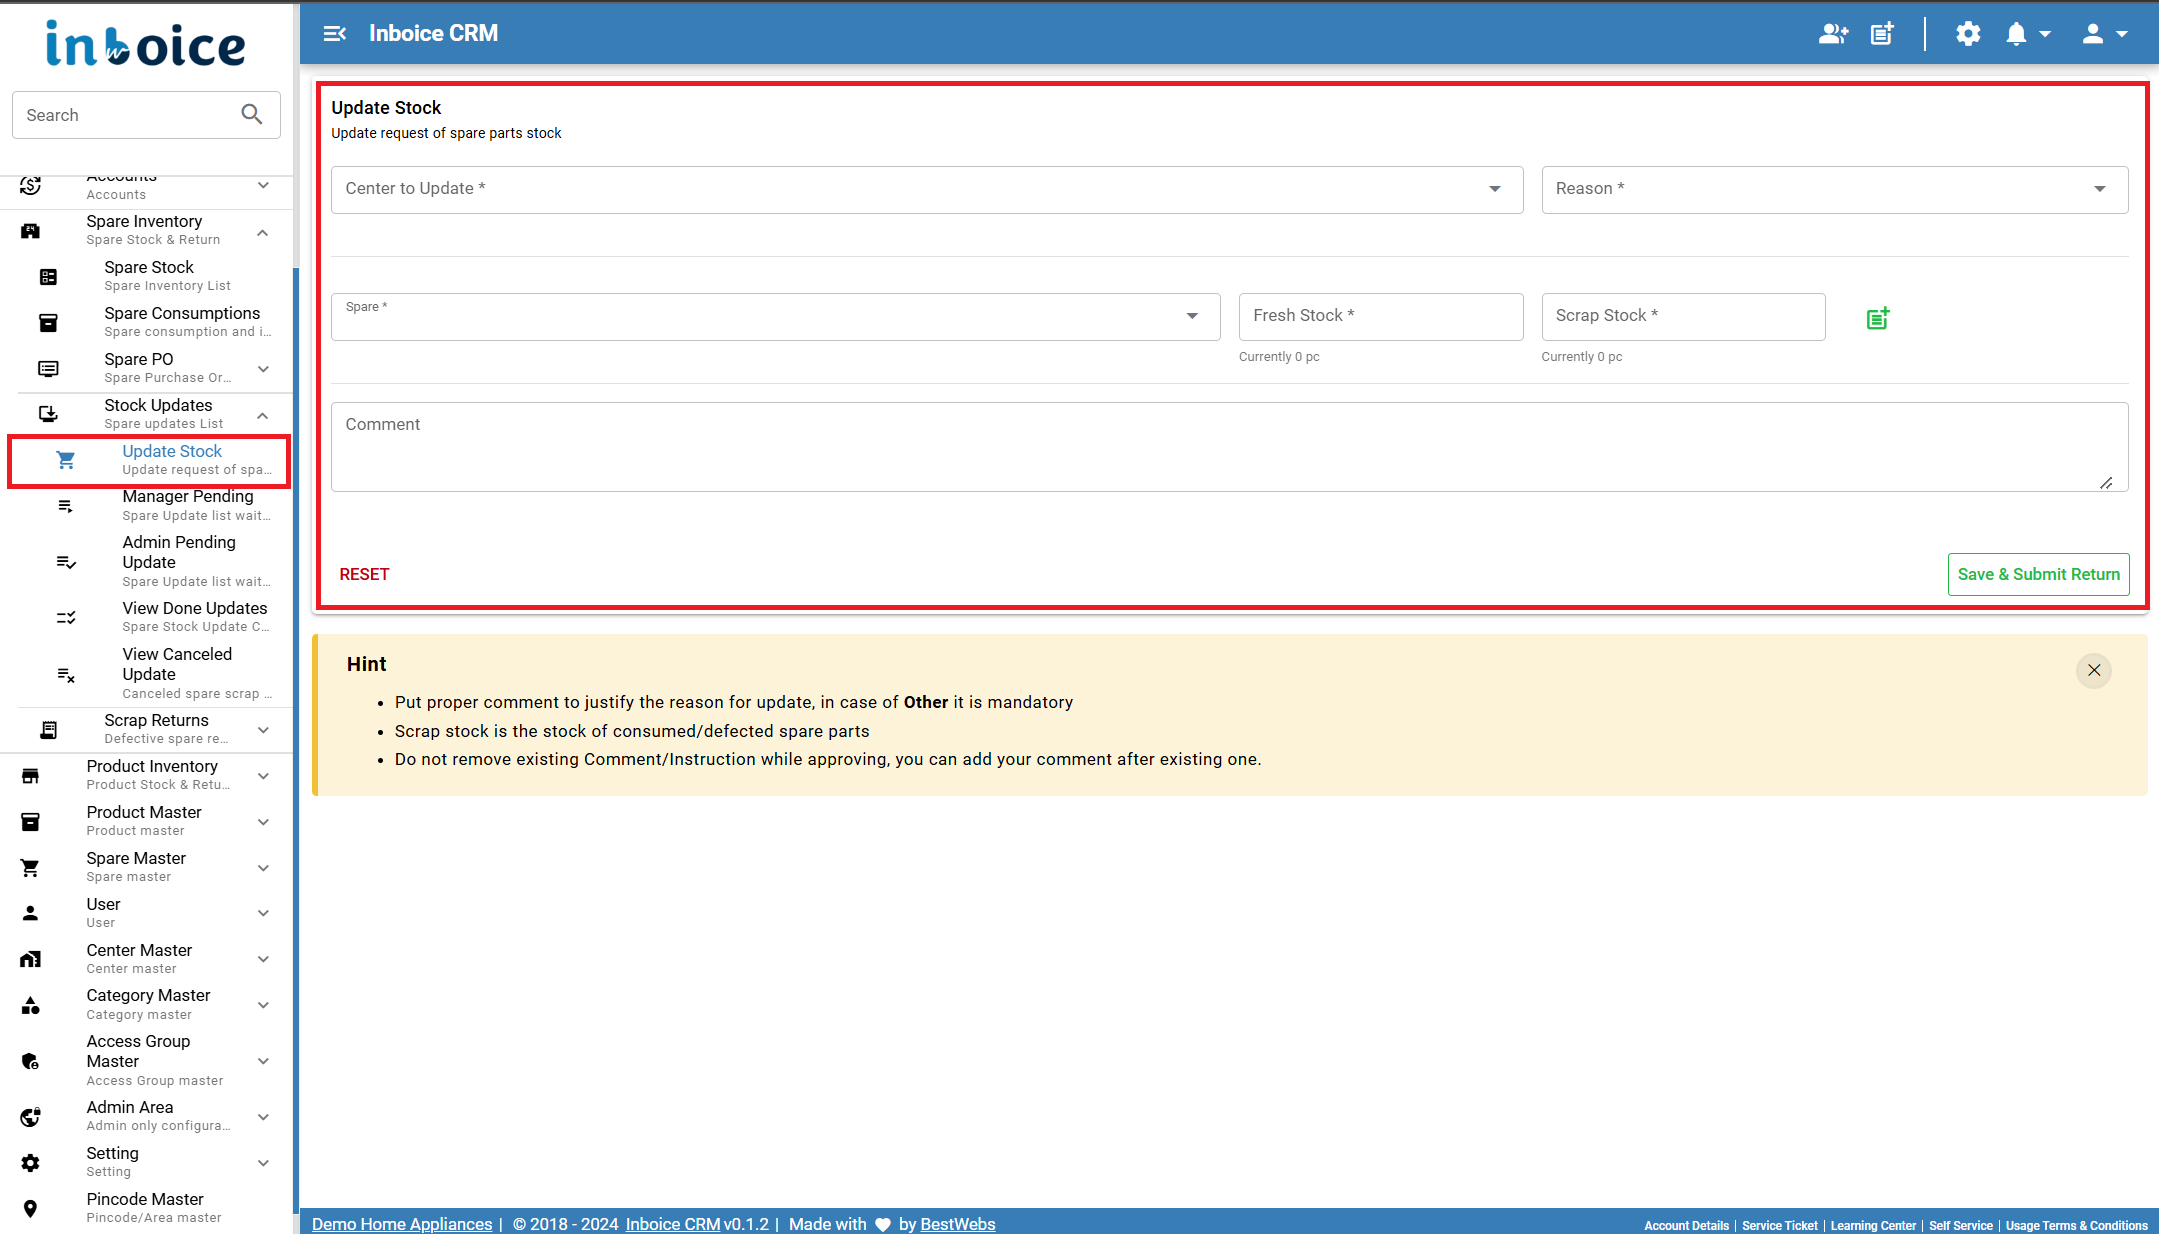 inboice
Search
Accounts
Accounts
Spare Inventory
Spare Stock & Return
Spare Stock
Spare Inventory List
Spare Consumptions
Spare consumption and i...
Spare PO
Spare Purchase Or...
Stock Updates
Spare updates List
Update Stock
Update request of spa...
Manager Pending
Spare Update list wait...
Admin Pending
Update
Spare Update list wait...
View Done Updates
Spare Stock Update C...
View Canceled
Update
Canceled spare scrap ...
Scrap Returns
Defective spare re...
Product Inventory
Product Stock & Retu...
Product Master
Product master
Spare Master
Spare master
User
User
Center Master
Center master
Category Master
Category master
Access Group
Master
Access Group master
Admin Area
Admin only configura...
Setting
Setting
Pincode Master
Pincode/Area master
Inboice CRM
Update Stock
Update request of spare parts stock
Center to Update *
Reason *
Spare *
Fresh Stock *
Scrap Stock *
Currently 0 pc
Currently 0 pc
Comment
RESET
Save & Submit Return
Hint
• Put proper comment to justify the reason for update, in case of Other it is mandatory
• Scrap stock is the stock of consumed/defected spare parts
• Do not remove existing Comment/Instruction while approving, you can add your comment after existing one.
Demo Home Appliances | © 2018 - 2024 Inboice CRM v0.1.2 | Made with ♥ by BestWebs
Account Details | Service Ticket | Learning Center | Self Service | Usage Terms & Conditions